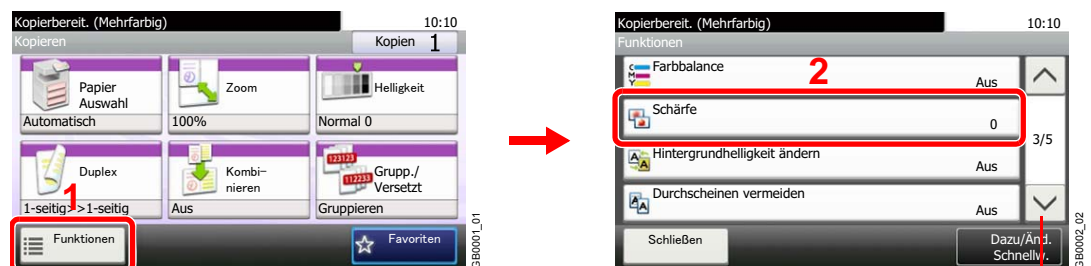 Kopierbereit. (Mehrfarbig) 10:10
Kopieren
Kopien 1
Papier
Auswahl
Automatisch
Zoom
100%
Helligkeit
Normal 0
123123
112233
Duplex
1-seitig>>1-seitig
Kombi-
nieren
Aus
Grupp./
Versetzt
Gruppieren
1
Funktionen
Favoriten
GB0001_01
Kopierbereit. (Mehrfarbig) 10:10
Funktionen
C
M
Y
Farbbalance
Aus
2
Schärfe
0
3/5
Hintergrundhelligkeit ändern
Aus
Durchscheinen vermeiden
Aus
Schließen
Dazu/Änd.
Schnellw.
GB0002_02